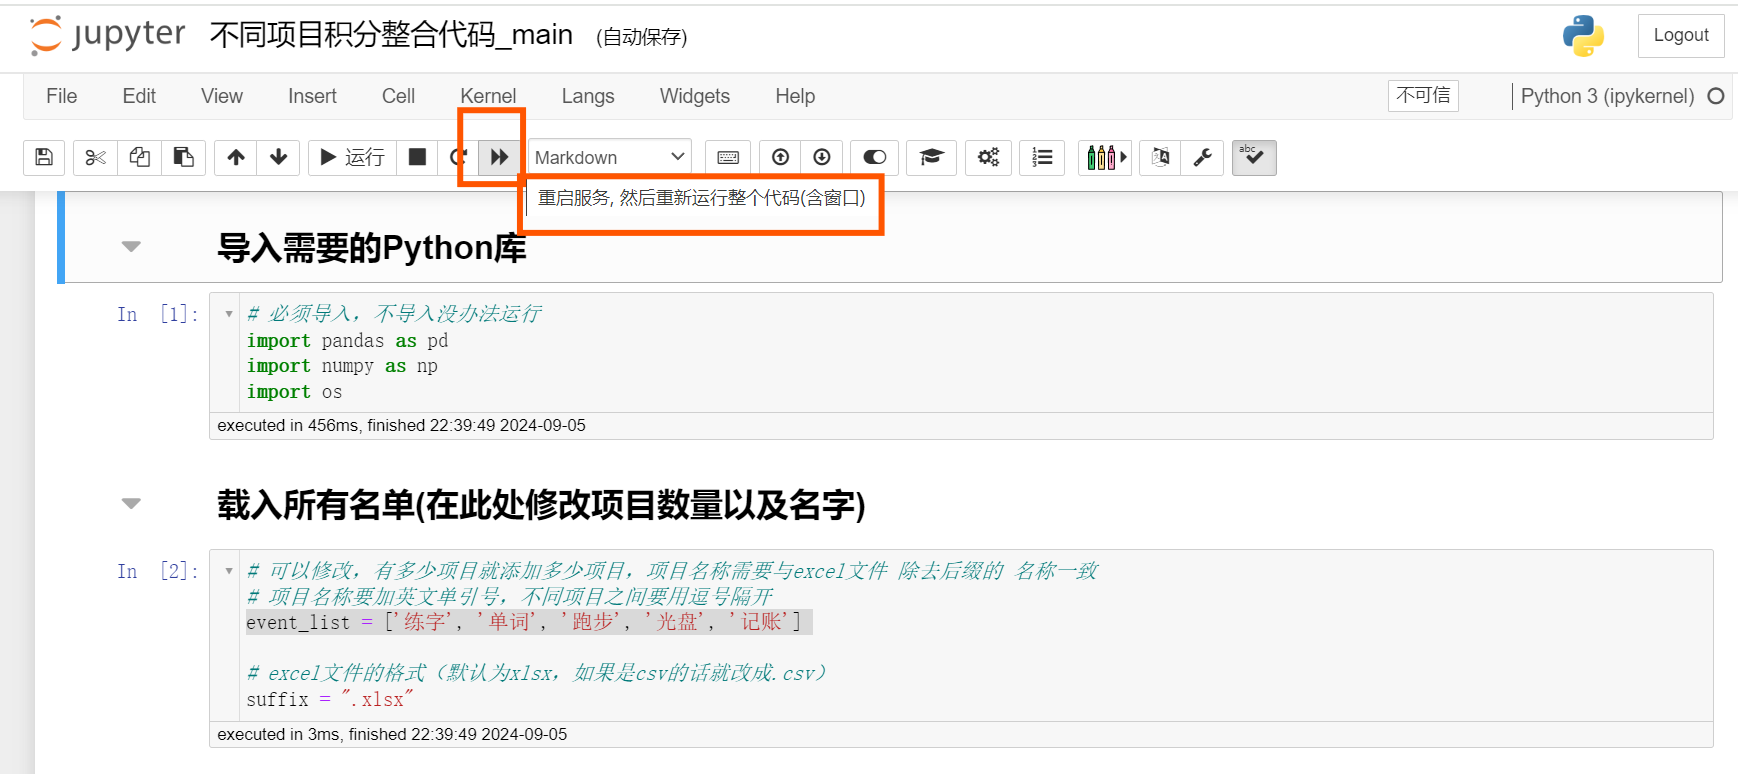 jupyter 不同项目积分整合代码_main (自动保存) Logout
File Edit View Insert Cell Kernel Langs Widgets Help 不可信 Python 3 (ipykernel)
运行 Markdown abc
重启服务, 然后重新运行整个代码(含窗口)
导入需要的Python库
In [1]: # 必须导入，不导入没办法运行
import pandas as pd
import numpy as np
import os
executed in 456ms, finished 22:39:49 2024-09-05
载入所有名单(在此处修改项目数量以及名字)
In [2]: # 可以修改，有多少项目就添加多少项目，项目名称需要与excel文件 除去后缀的 名称一致
# 项目名称要加英文单引号，不同项目之间要用逗号隔开
event_list = ['练字', '单词', '跑步', '光盘', '记账']
# excel文件的格式（默认为xlsx，如果是csv的话就改成.csv）
suffix = ".xlsx"
executed in 3ms, finished 22:39:49 2024-09-05